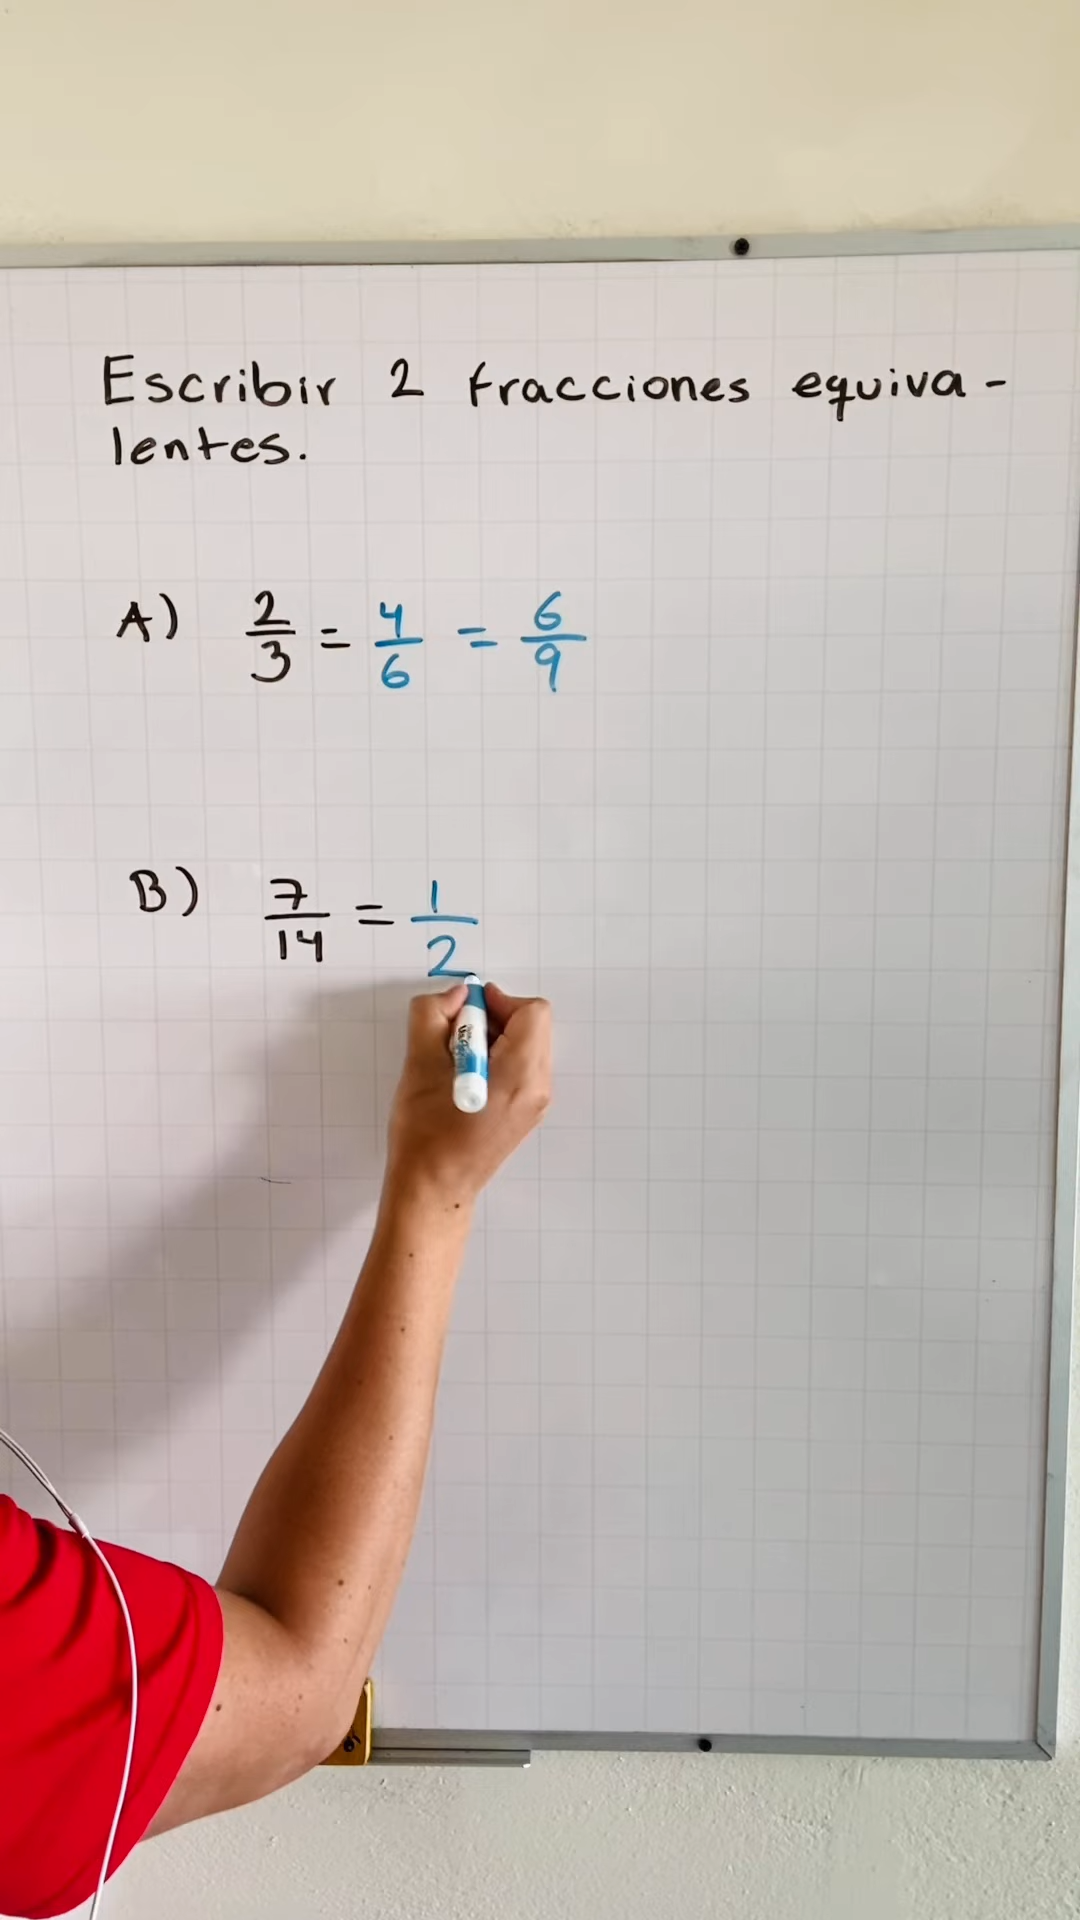 Escribir 2 fracciones equiva-
lentes.
A) 2/3 = 4/6 = 6/9
B) 7/14 = 1/2